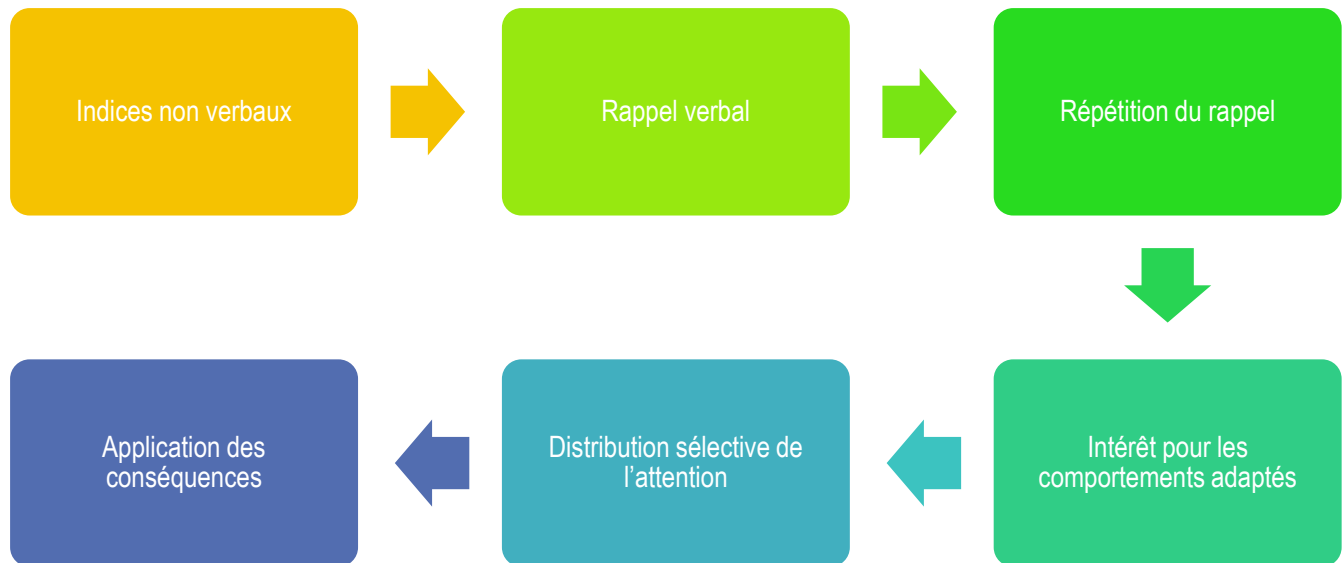 Indices non verbaux
Rappel verbal
Répétition du rappel
Intérêt pour les
comportements adaptés
Distribution sélective de
l’attention
Application des
conséquences